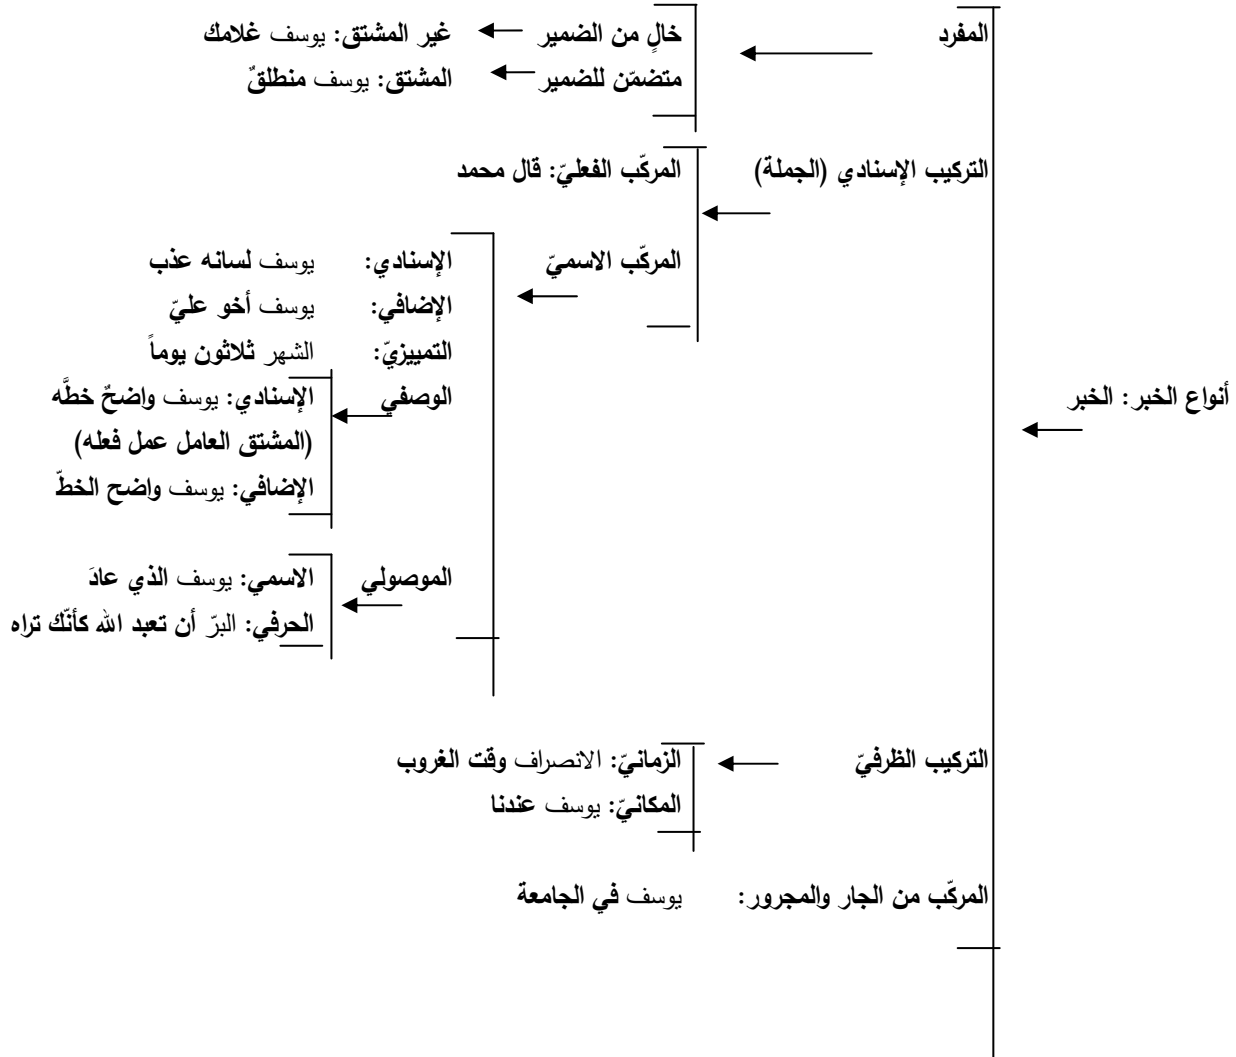 المفرد خالٍ من الضمير غير المشتق: يوسف غلامك
متضمّن للضمير المشتق: يوسف منطلقٌ
التركيب الإسنادي (الجملة) المركّب الفعليّ: قال محمد
المركّب الاسميّ الإسنادي: يوسف لسانه عذب
الإضافي: يوسف أخو عليّ
التمييزيّ: الشهر ثلاثون يوماً
أنواع الخبر: الخبر الوصفي الإسنادي: يوسف واضحٌ خطَّه
(المشتق العامل عمل فعله)
الإضافي: يوسف واضح الخطّ
الموصولي الاسمي: يوسف الذي عادَ
الحرفي: البرّ أن تعبد الله كأنّك تراه
التركيب الظرفيّ الزمانيّ: الانصراف وقت الغروب
المكانيّ: يوسف عندنا
المركّب من الجار والمجرور: يوسف في الجامعة